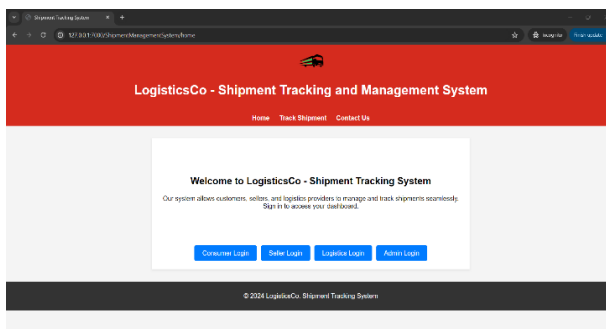 Shipment Tracking System
127.0.0.1:7000/ShipmentManagementSystem/home
Incognito
Finish update
LogisticsCo - Shipment Tracking and Management System
Home Track Shipment Contact Us
Welcome to LogisticsCo - Shipment Tracking System
Our system allows customers, sellers, and logistics providers to manage and track shipments seamlessly.
Sign in to access your dashboard.
Consumer Login Seller Login Logistics Login Admin Login
© 2024 LogisticsCo. Shipment Tracking System